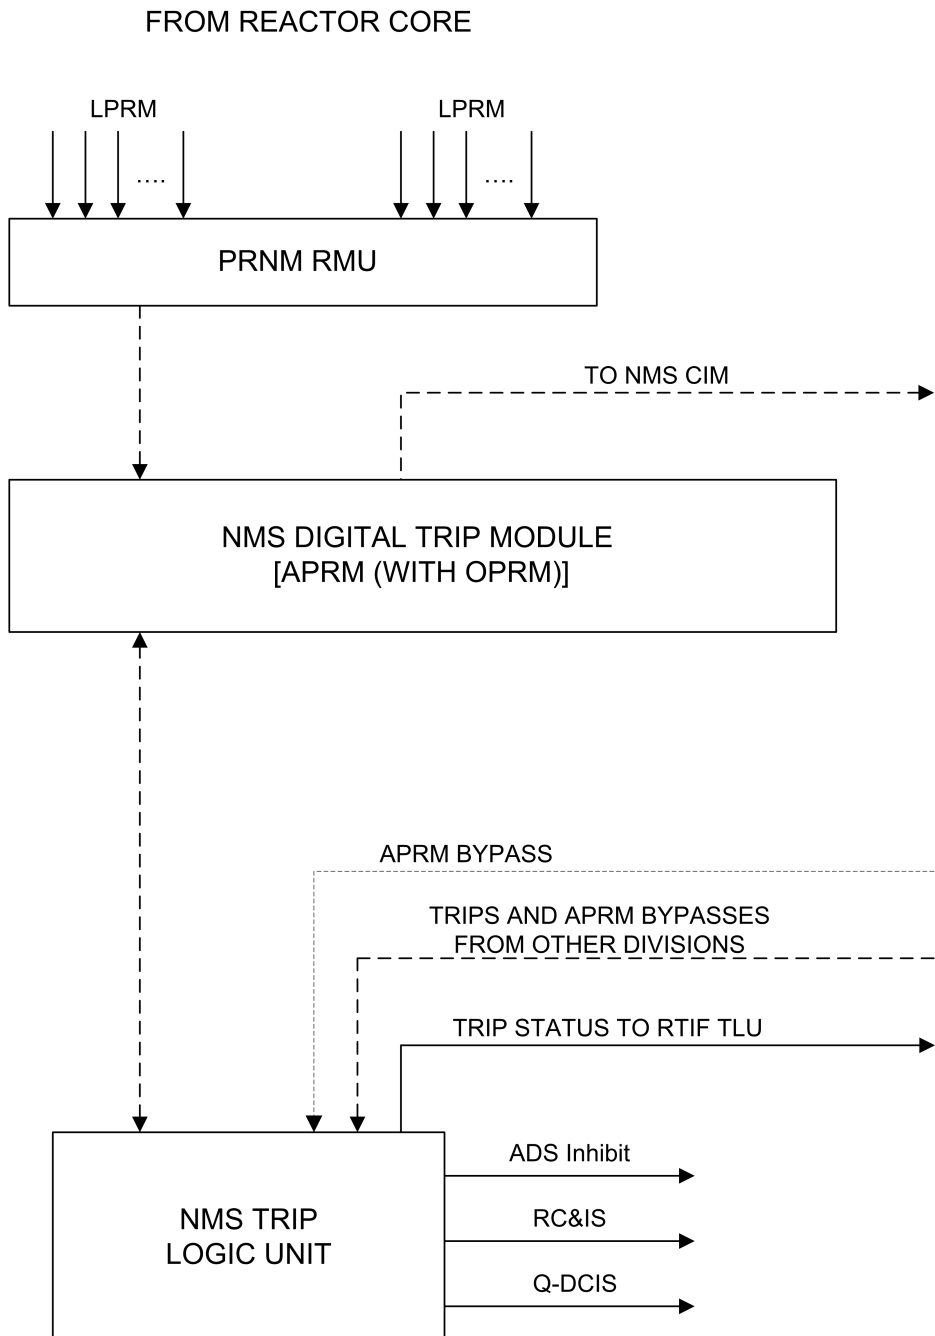 FROM REACTOR CORE
LPRM LPRM
.... ....
PRNM RMU
TO NMS CIM
NMS DIGITAL TRIP MODULE
[APRM (WITH OPRM)]
APRM BYPASS
TRIPS AND APRM BYPASSES
FROM OTHER DIVISIONS
TRIP STATUS TO RTIF TLU
ADS Inhibit
RC&IS
NMS TRIP
LOGIC UNIT
Q-DCIS